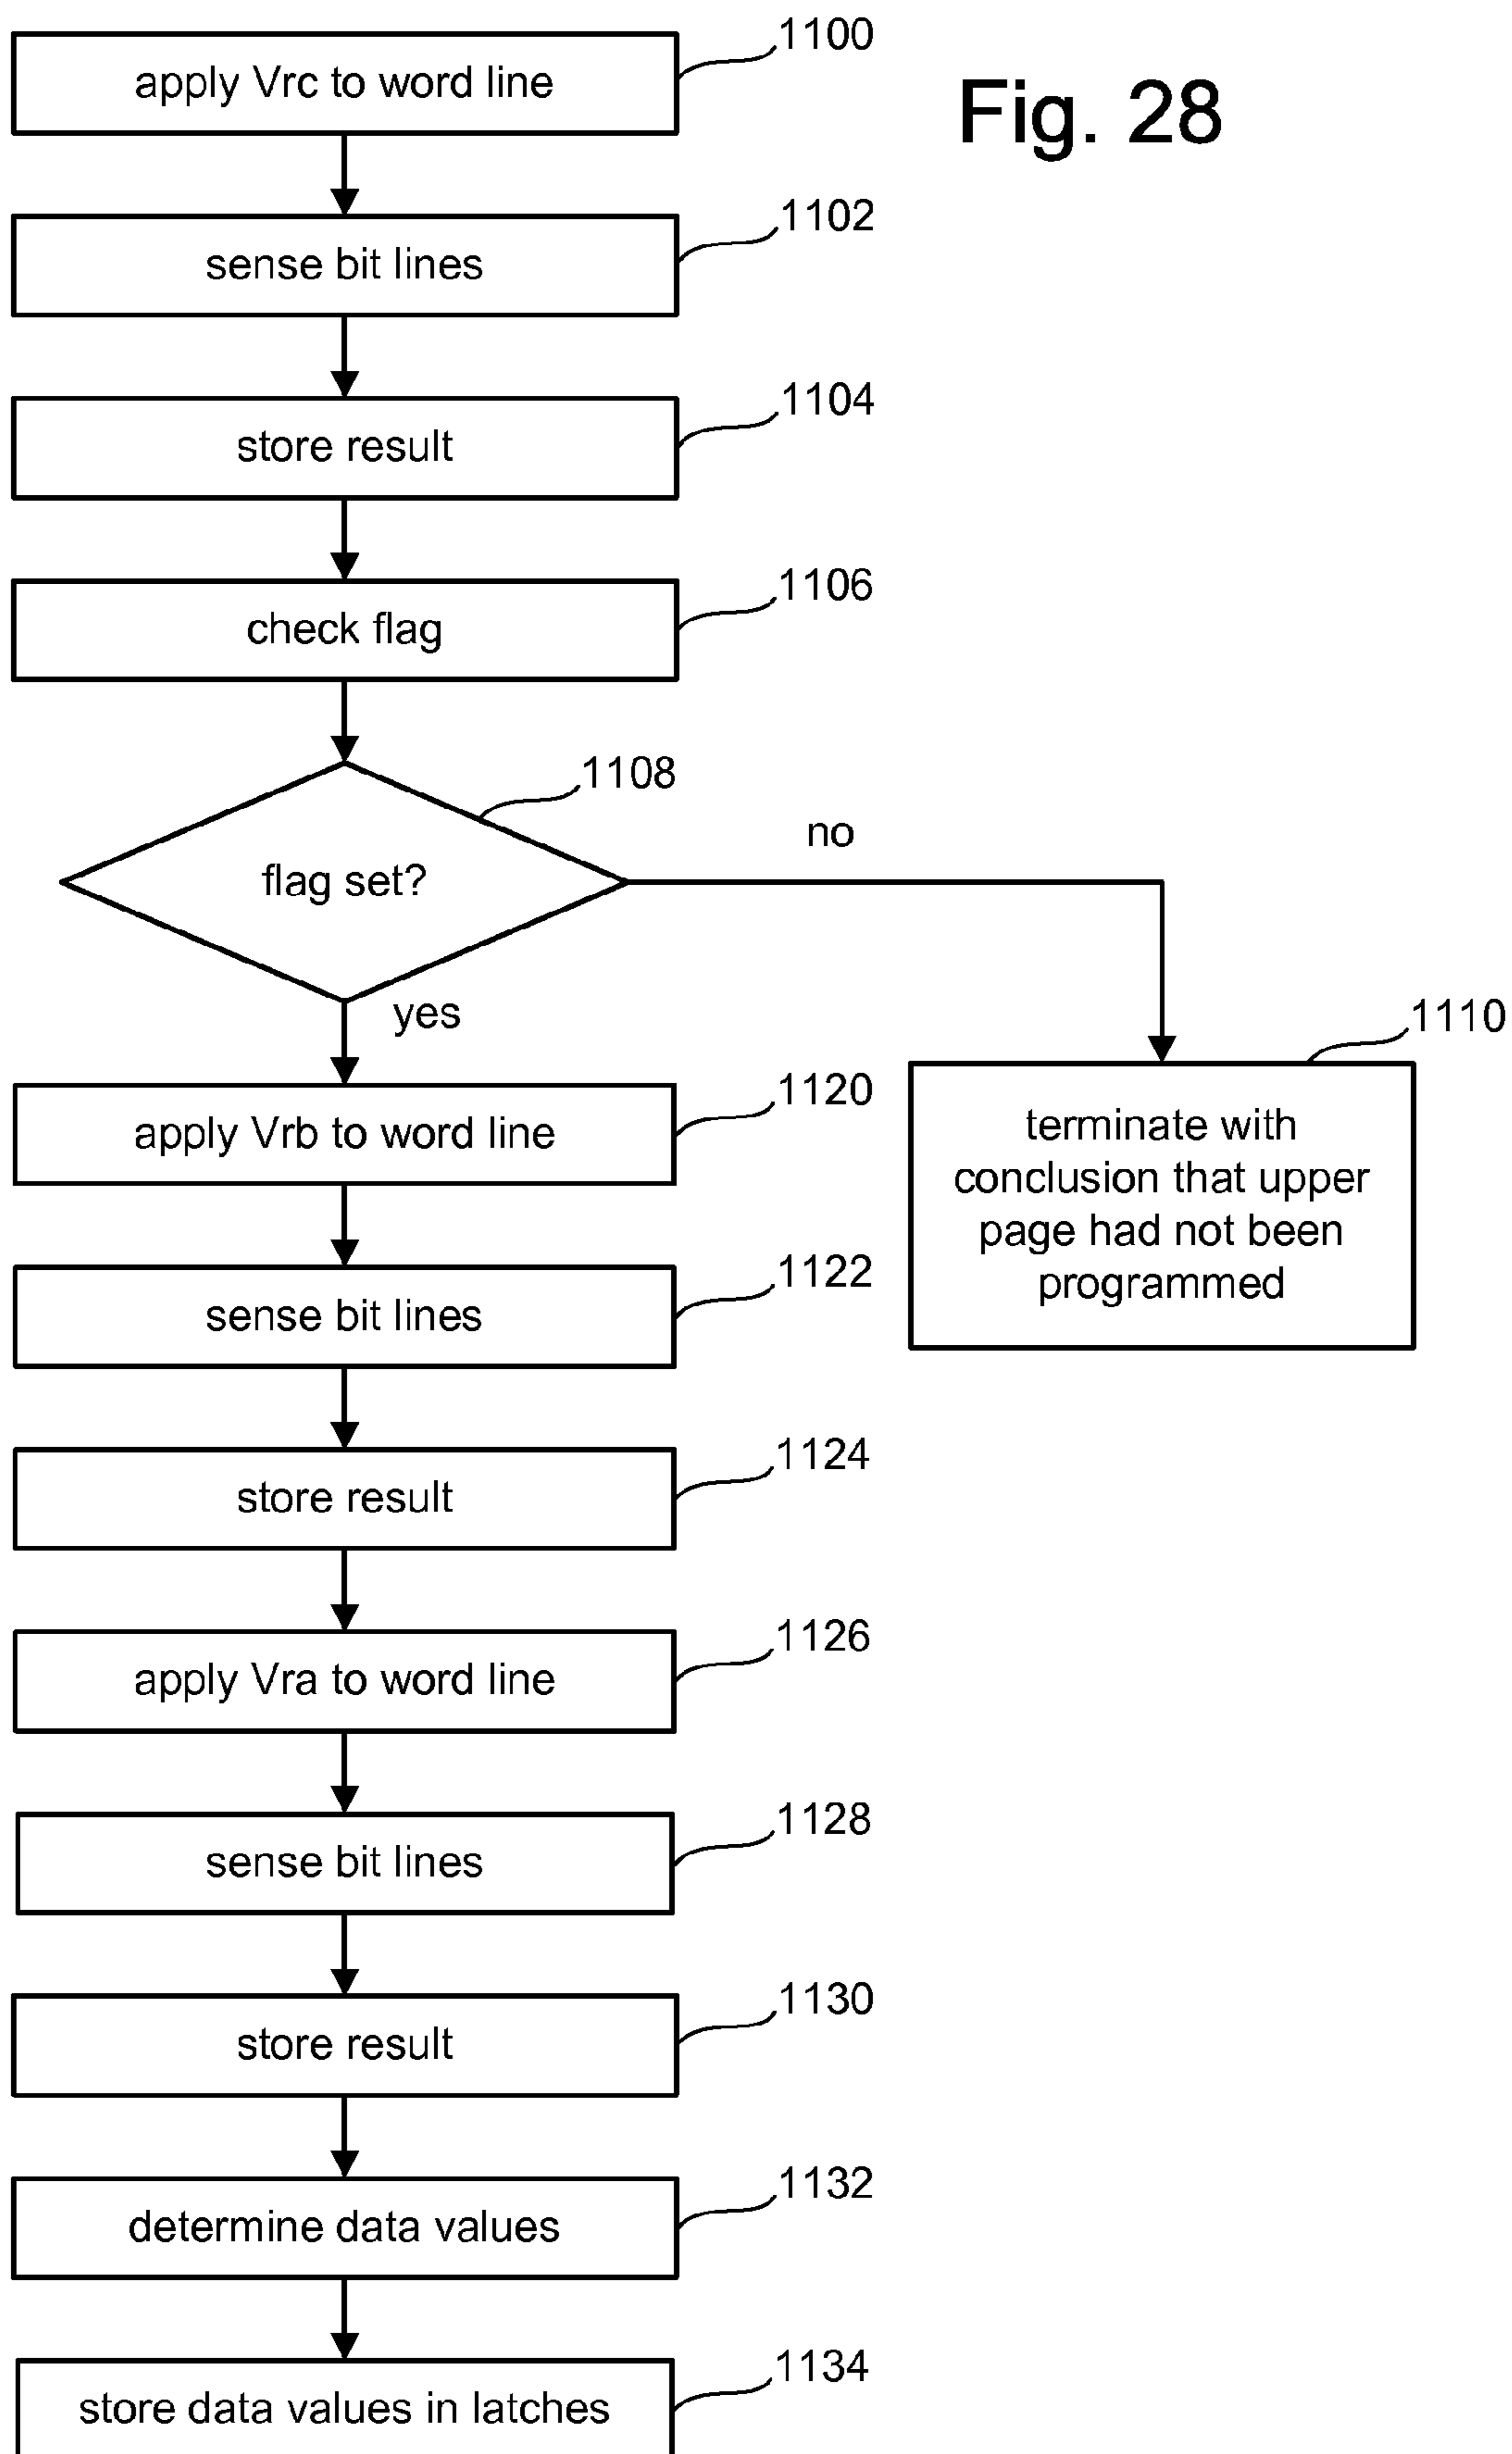 1100
apply Vrc to word line
Fig. 28
1102
sense bit lines
1104
store result
1106
check flag
1108
flag set?
no
yes
1110
terminate with
conclusion that upper
page had not been
programmed
1120
apply Vrb to word line
1122
sense bit lines
1124
store result
1126
apply Vra to word line
1128
sense bit lines
1130
store result
1132
determine data values
1134
store data values in latches